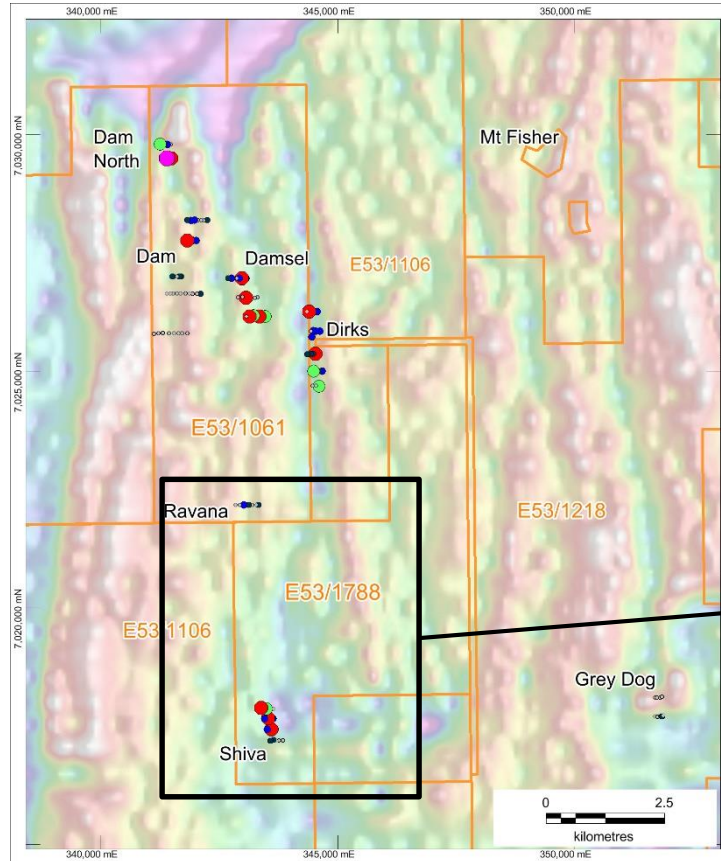 340,000 mE
345,000 mE
350,000 mE
7,030,000 mN
Dam
North
Mt Fisher
Dam
Damsel
E53/1106
Dirks
7,025,000 mN
E53/1061
Ravana
E53/1218
E53/1788
7,020,000 mN
E53/1106
Grey Dog
Shiva
0
2.5
kilometres
340,000 mE
345,000 mE
350,000 mE